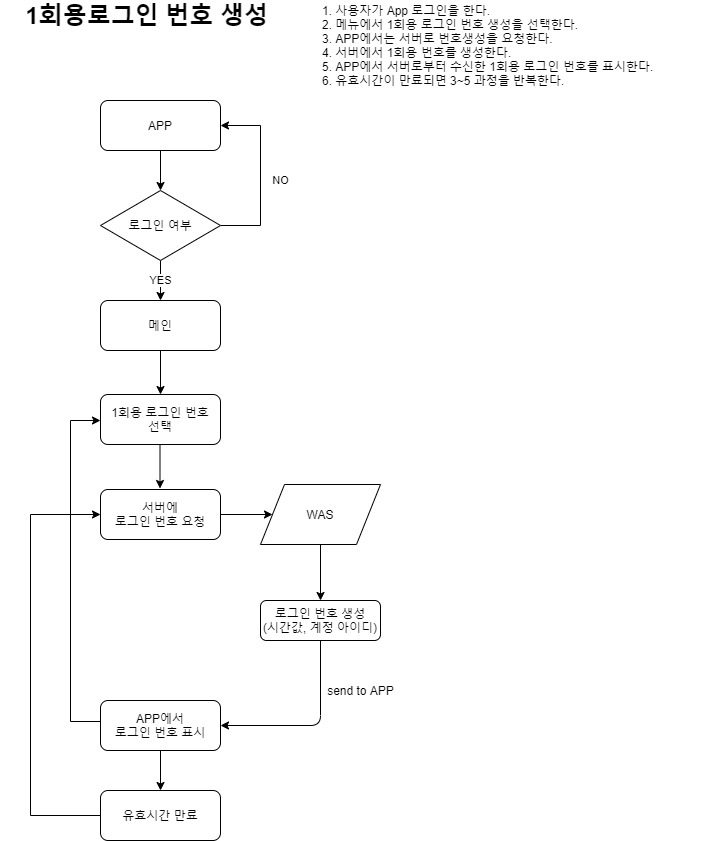 1회용로그인 번호 생성
1. 사용자가 App 로그인을 한다.
2. 메뉴에서 1회용 로그인 번호 생성을 선택한다.
3. APP에서는 서버로 번호생성을 요청한다.
4. 서버에서 1회용 번호를 생성한다.
5. APP에서 서버로부터 수신한 1회용 로그인 번호를 표시한다.
6. 유효시간이 만료되면 3~5 과정을 반복한다.
APP
NO
로그인 여부
YES
메인
1회용 로그인 번호
선택
서버에
로그인 번호 요청
WAS
로그인 번호 생성
(시간값, 계정 아이디)
send to APP
APP에서
로그인 번호 표시
유효시간 만료